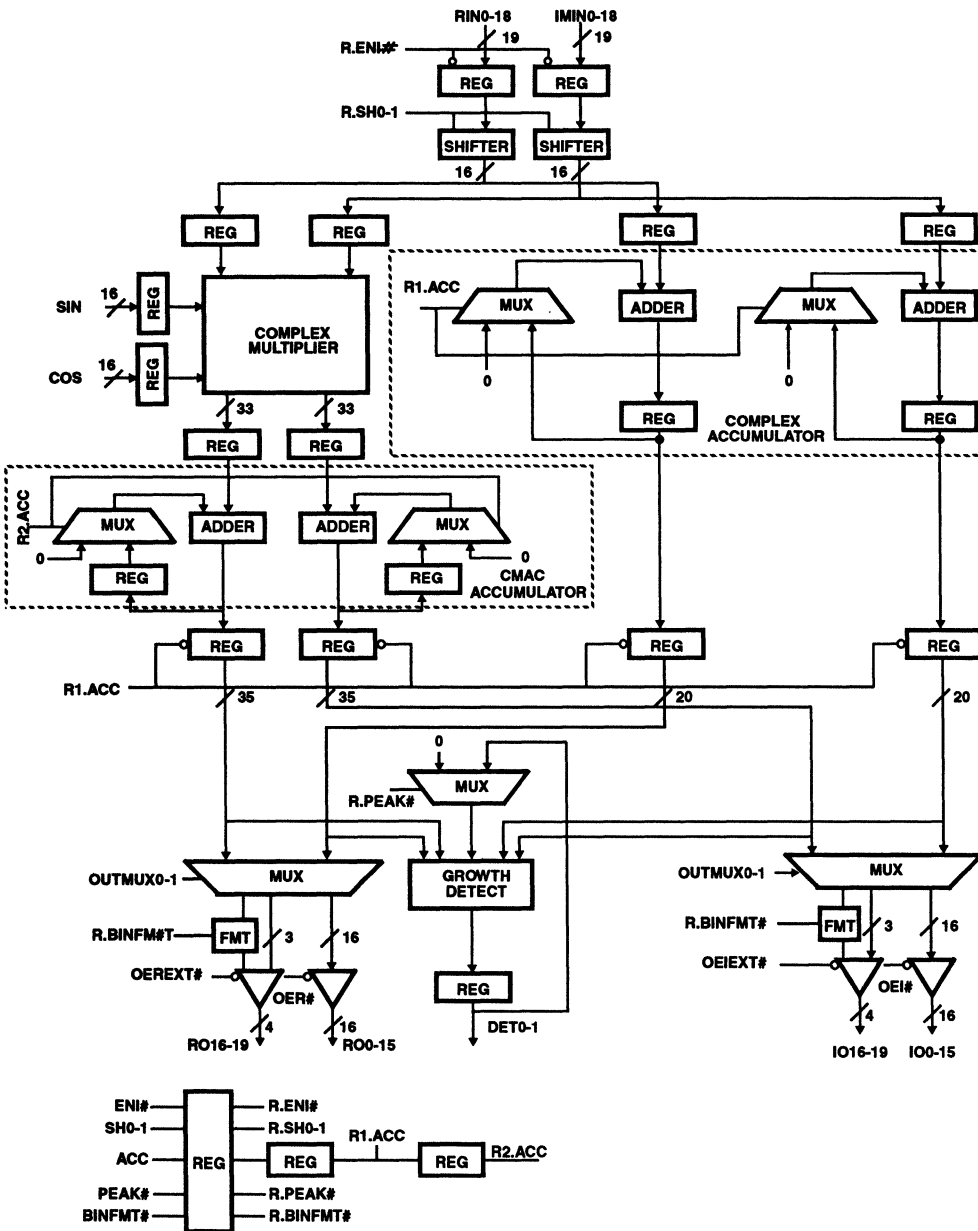 RIN0-18 IMIN0-18
19 19
R.ENI#
REG REG
R.SH0-1
SHIFTER SHIFTER
16 16
REG REG REG REG
SIN 16 REG
COS 16 REG
COMPLEX
MULTIPLIER
R1.ACC
MUX ADDER MUX ADDER
0 0
REG REG
COMPLEX
ACCUMULATOR
33 33
REG REG
R2.ACC
MUX ADDER ADDER MUX
0 0
REG REG
CMAC
ACCUMULATOR
REG REG REG REG
R1.ACC
35 35 20 20
0
MUX
R.PEAK#
GROWTH
DETECT
REG
DET0-1
OUTMUX0-1
MUX
R.BINFM#T
FMT 3 16
OEREXT#
OER#
4 16
RO16-19 RO0-15
OUTMUX0-1
MUX
R.BINFMT#
FMT 3 16
OEIEXT#
OEI#
4 16
IO16-19 IO0-15
ENI# R.ENI#
SH0-1 R.SH0-1
ACC REG REG R1.ACC REG R2.ACC
PEAK# R.PEAK#
BINFMT# R.BINFMT#